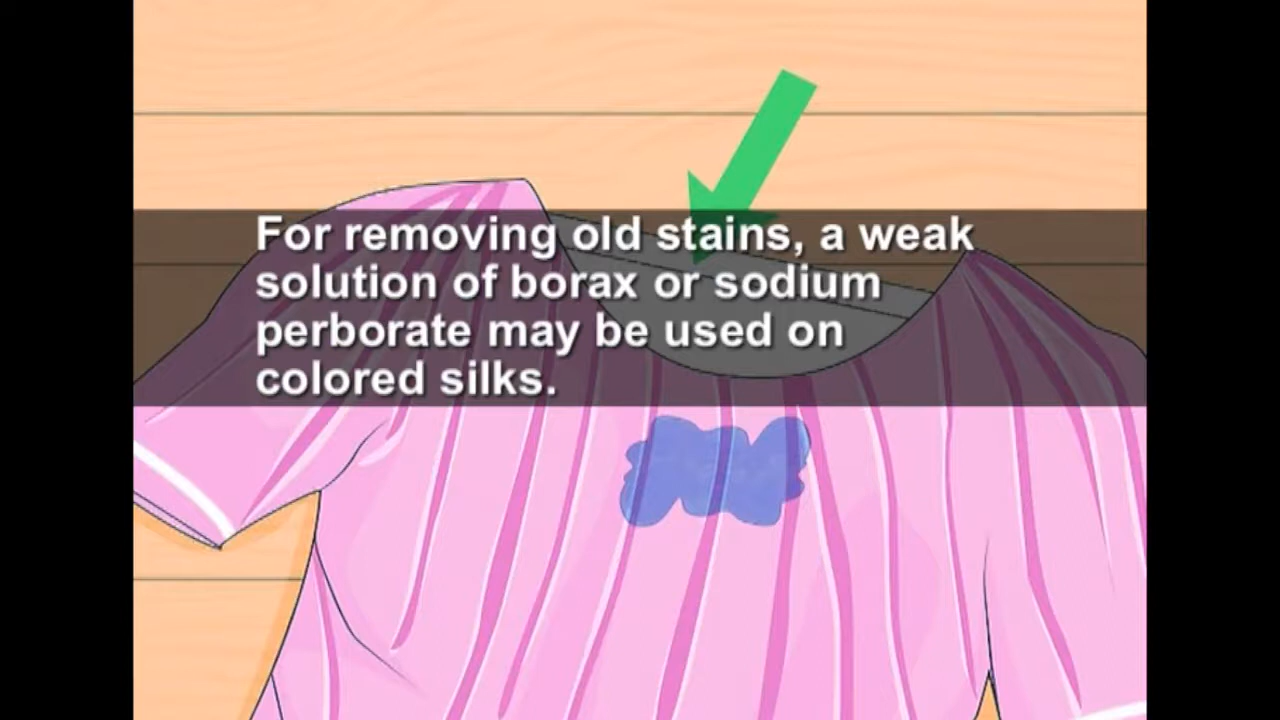 For removing old stains, a weak
solution of borax or sodium
perborate may be used on
colored silks.